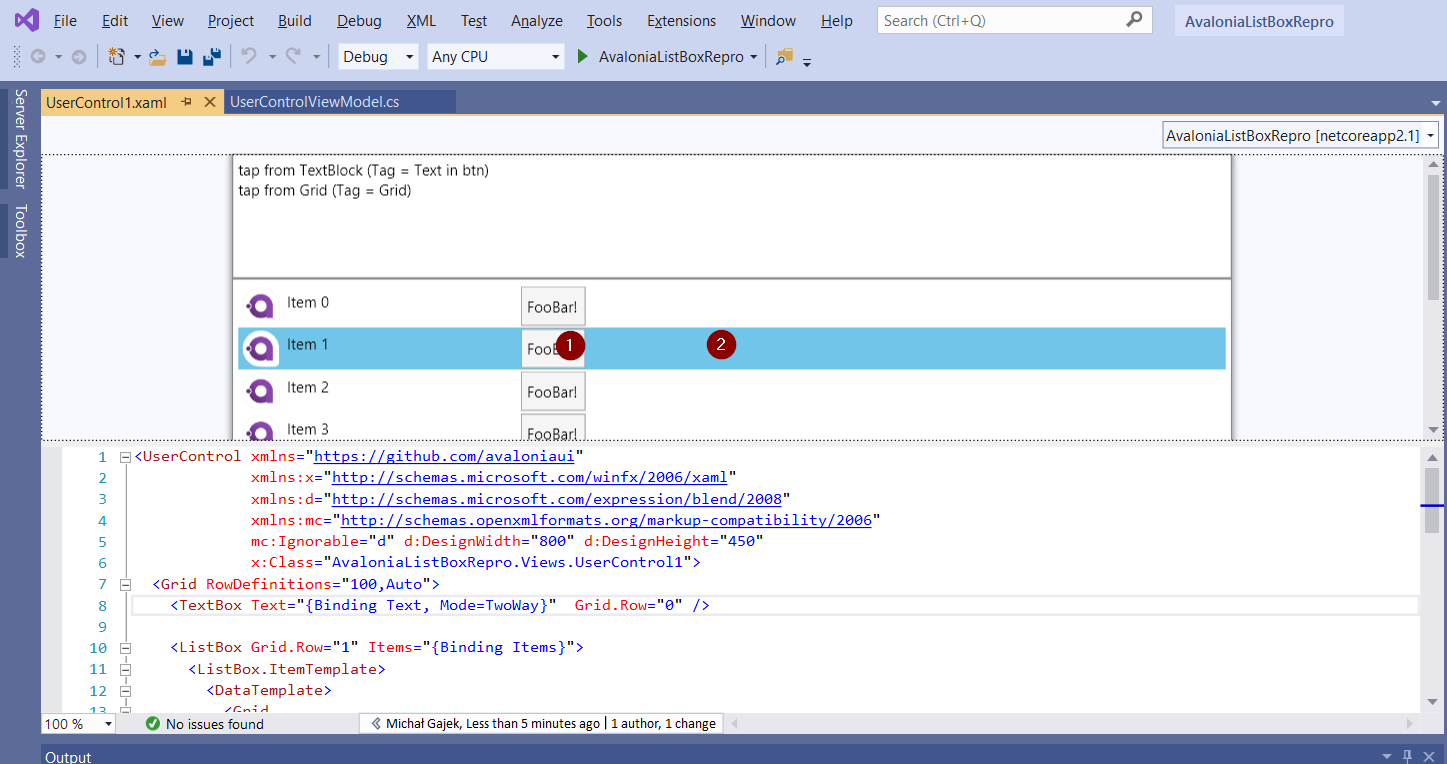 File Edit View Project Build Debug XML Test Analyze Tools Extensions Window Help Search (Ctrl+Q) AvaloniaListBoxRepro
Debug Any CPU AvaloniaListBoxRepro
Server Explorer
Toolbox
UserControl1.xaml UserControlViewModel.cs
AvaloniaListBoxRepro [netcoreapp2.1]
tap from TextBlock (Tag = Text in btn)
tap from Grid (Tag = Grid)
Item 0 FooBar!
Item 1 FooB 1 2
Item 2 FooBar!
Item 3 FooBar!
1 <UserControl xmlns="https://github.com/avaloniaui"
2 xmlns:x="http://schemas.microsoft.com/winfx/2006/xaml"
3 xmlns:d="http://schemas.microsoft.com/expression/blend/2008"
4 xmlns:mc="http://schemas.openxmlformats.org/markup-compatibility/2006"
5 mc:Ignorable="d" d:DesignWidth="800" d:DesignHeight="450"
6 x:Class="AvaloniaListBoxRepro.Views.UserControl1">
7 <Grid RowDefinitions="100,Auto">
8 <TextBox Text="{Binding Text, Mode=TwoWay}"  Grid.Row="0" />
9
10 <ListBox Grid.Row="1" Items="{Binding Items}">
11 <ListBox.ItemTemplate>
12 <DataTemplate>
13 <Grid
100 % No issues found Michał Gajek, Less than 5 minutes ago | 1 author, 1 change
Output